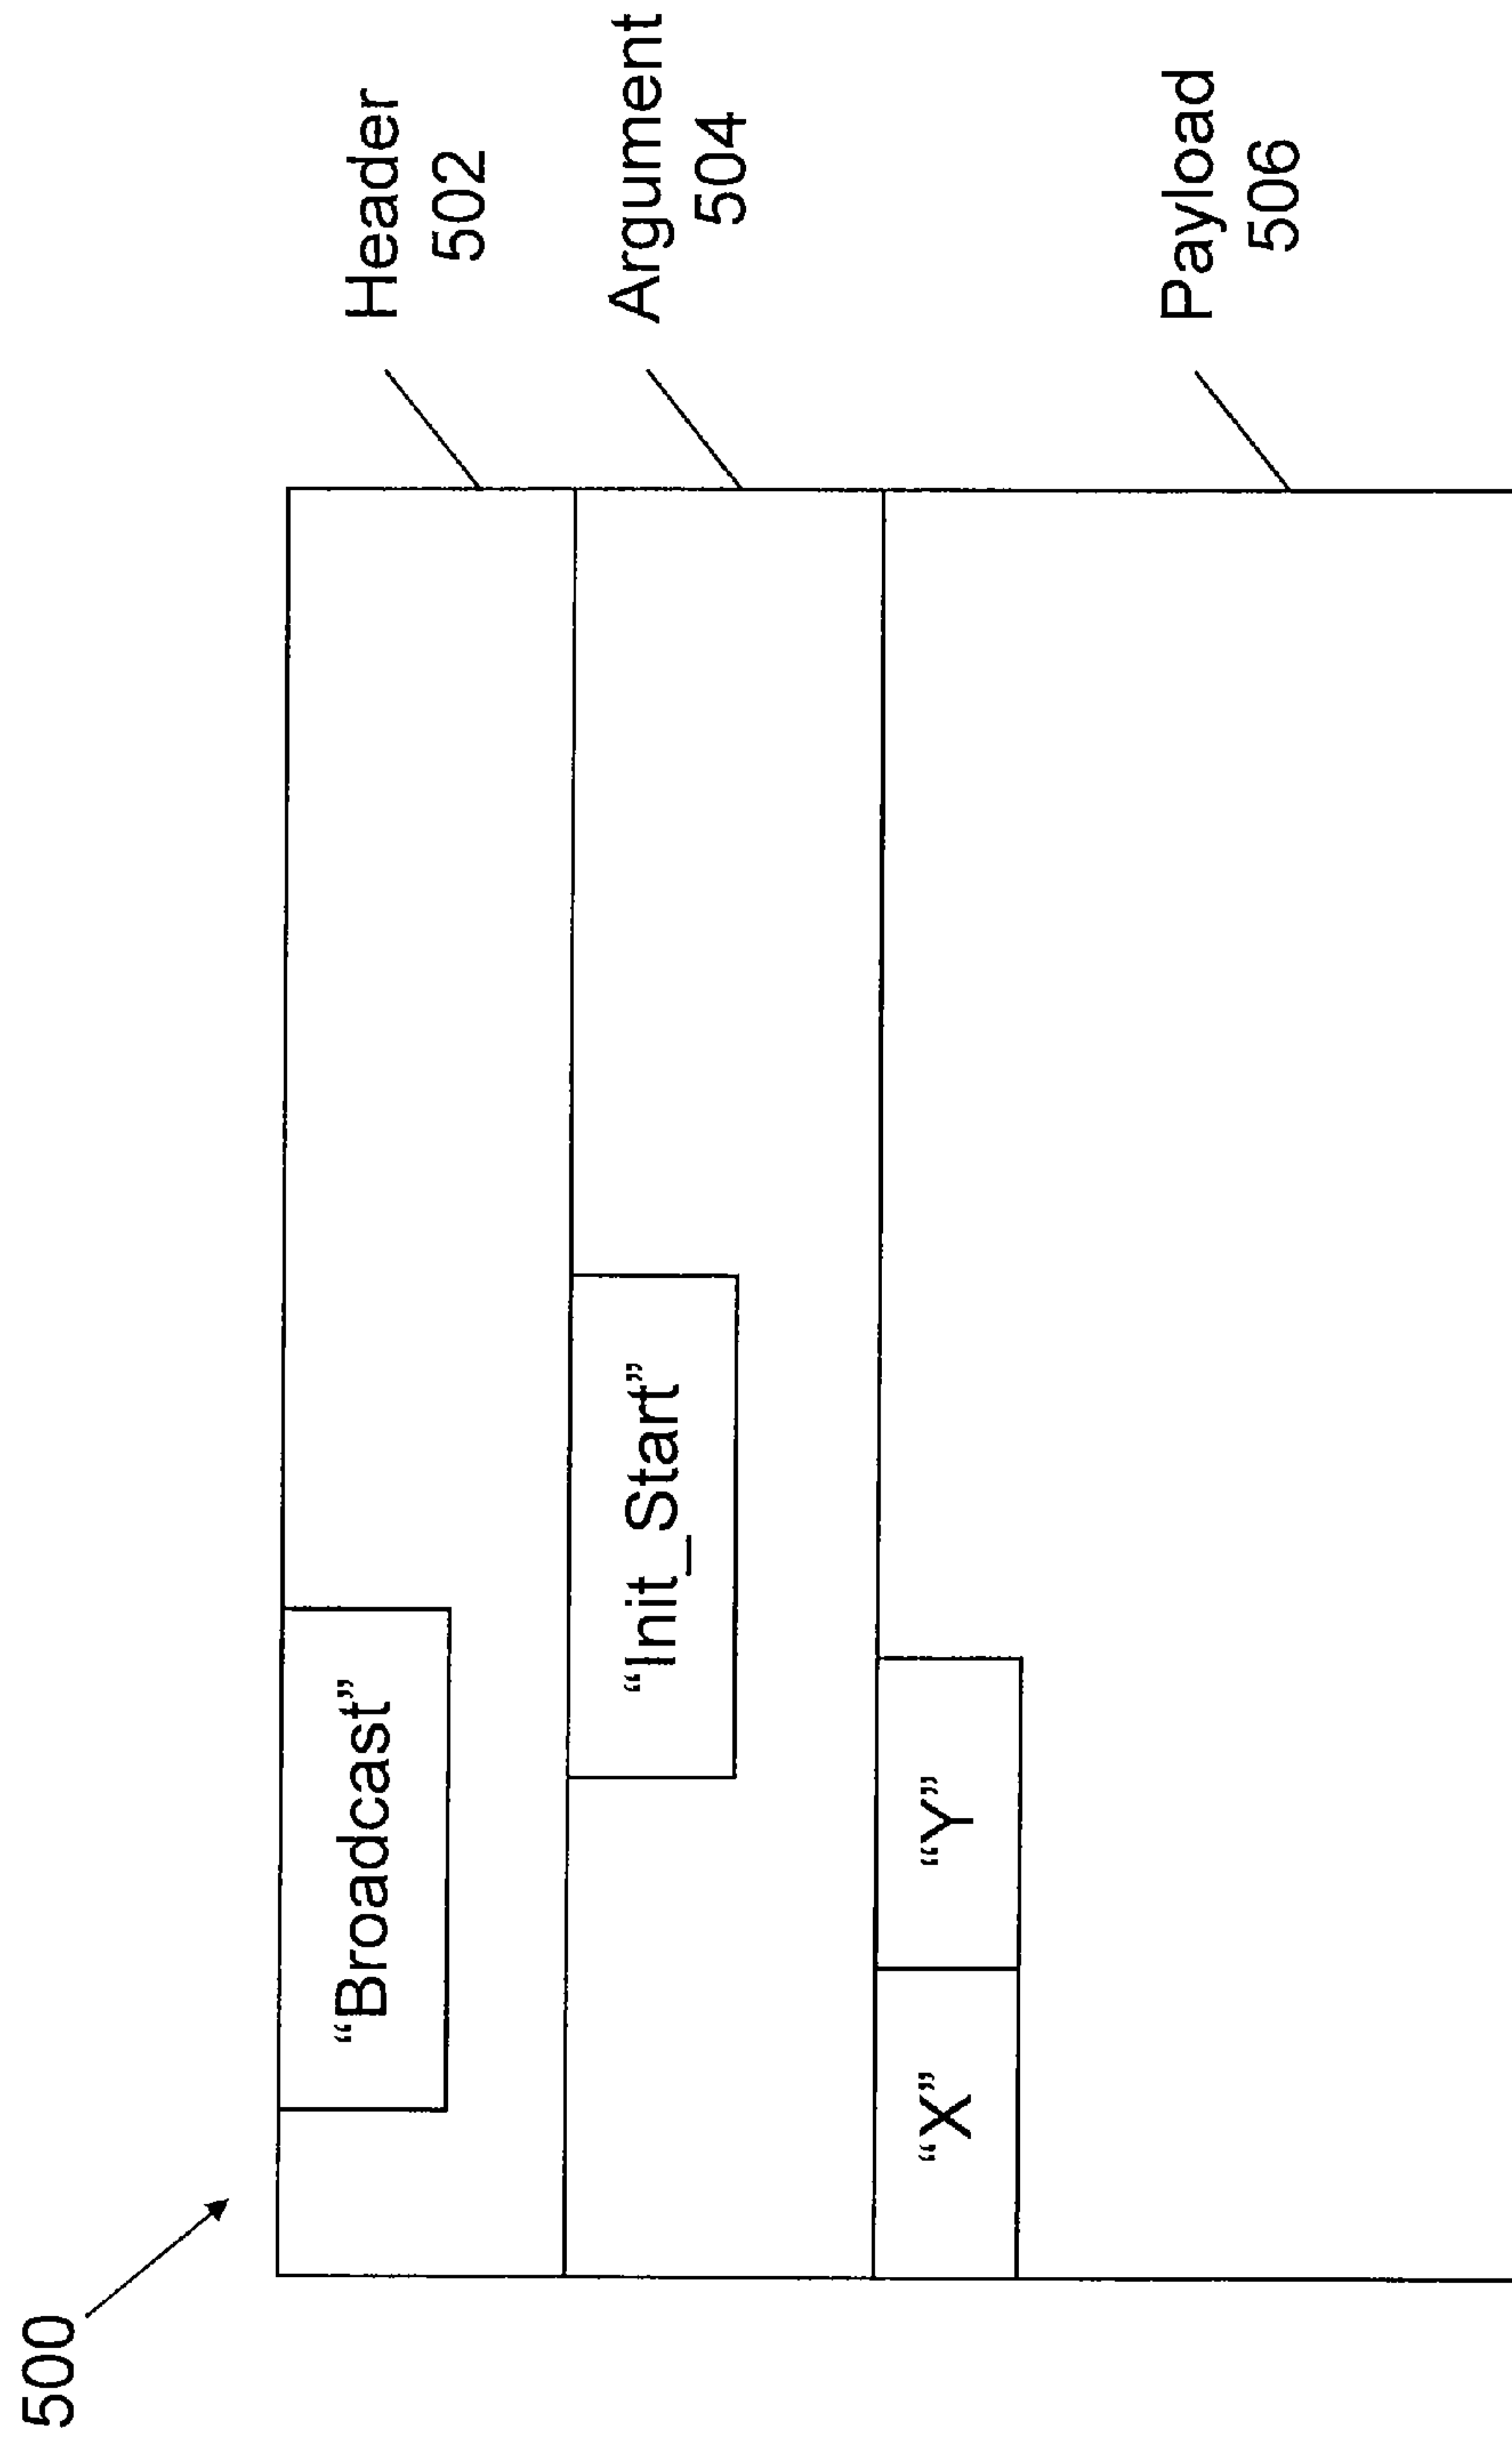 500
“Broadcast”
Header
502
“Init_Start”
Argument
504
“X”
“Y”
Payload
506